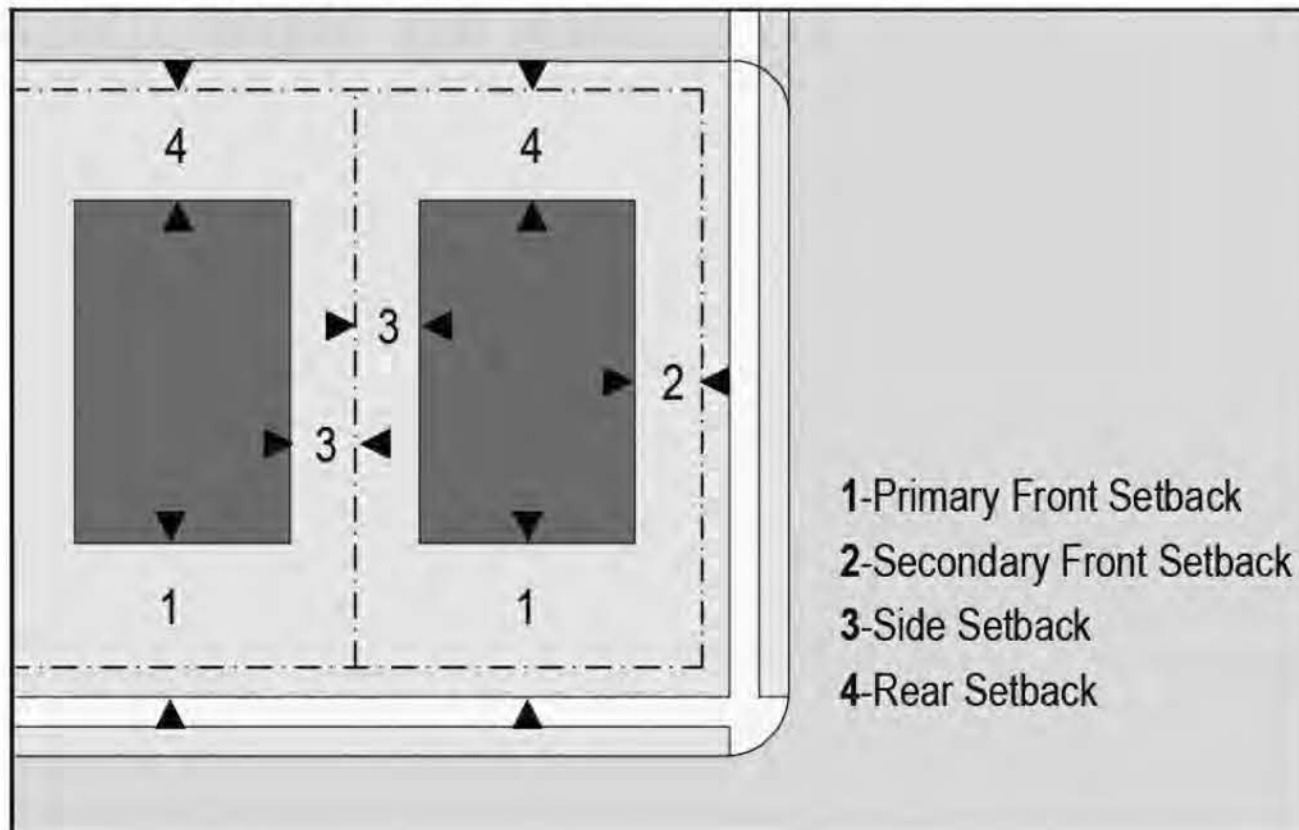 4 4
3
2
3
1 1
1-Primary Front Setback
2-Secondary Front Setback
3-Side Setback
4-Rear Setback